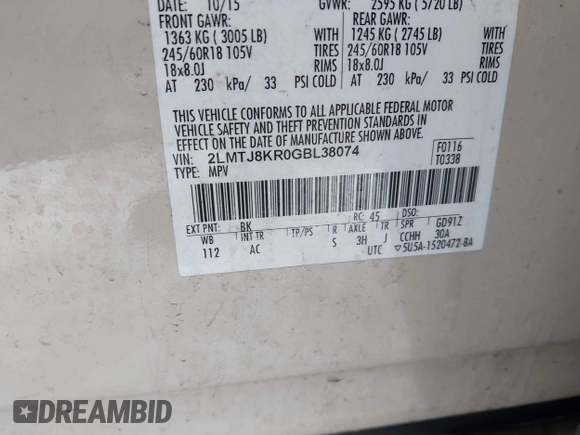 DATE: 10/15 GVWR: 2595 KG (5720 LB)
FRONT GAWR: REAR GAWR:
1363 KG ( 3005 LB) WITH 1245 KG ( 2745 LB) WITH
245/60R18 105V TIRES 245/60R18 105V TIRES
18x8.0J RIMS 18x8.0J RIMS
AT 230 kPa/ 33 PSI COLD AT 230 kPa/ 33 PSI COLD
THIS VEHICLE CONFORMS TO ALL APPLICABLE FEDERAL MOTOR
VEHICLE SAFETY AND THEFT PREVENTION STANDARDS IN
EFFECT ON THE DATE OF MANUFACTURE SHOWN ABOVE.
VIN: 2LMTJ8KR0GBL38074 F0116
TYPE: MPV T0338
EXT PNT: BK RC: 45 DSO:
WB INT TR TP/PS R AXLE TR SPR GD91Z
112 AC S 3H J CCHH 30A
UTC ▽5U5A-1520472-BA
DREAMBID